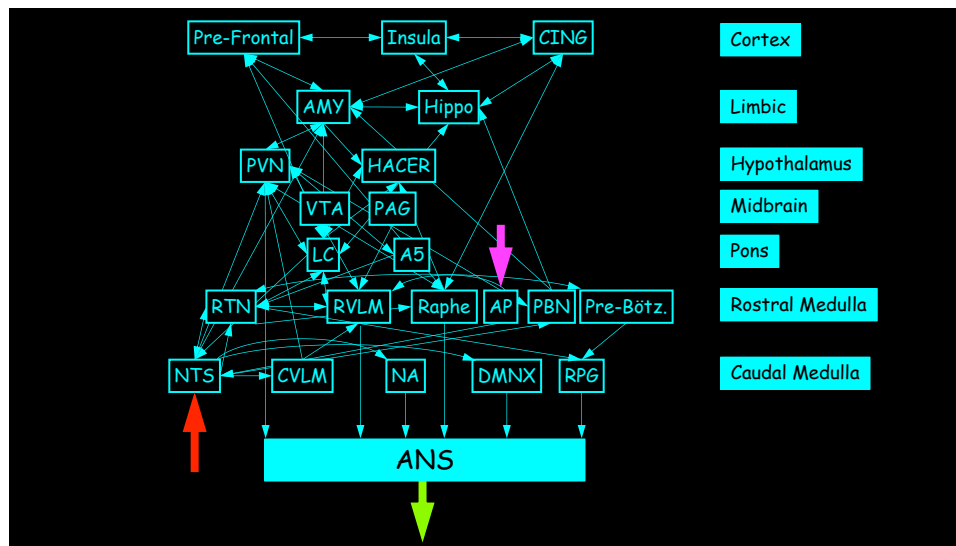 Pre-Frontal Insula CING Cortex
AMY Hippo Limbic
PVN HACER Hypothalamus
VTA PAG Midbrain
LC A5 Pons
RTN RVLM Raphe AP PBN Pre-Bötz. Rostral Medulla
NTS CVLM NA DMNX RPG Caudal Medulla
ANS